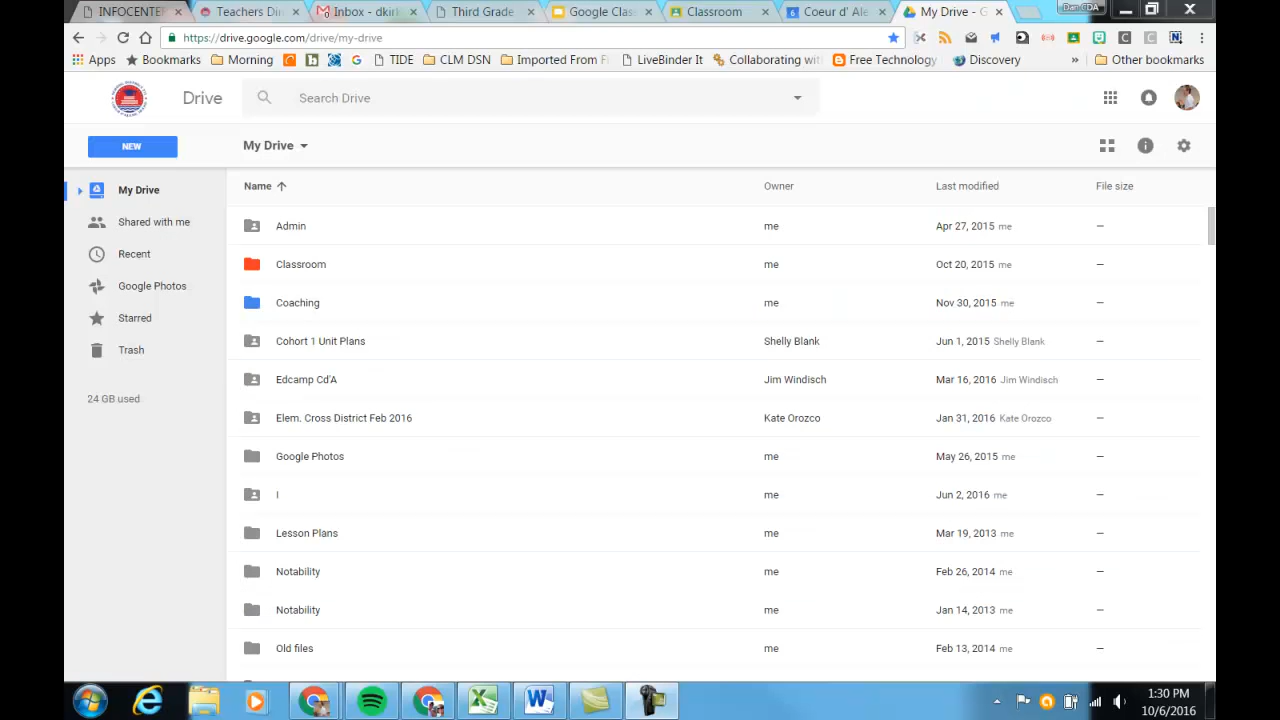 INFOCENTE
Teachers Di
Inbox - dkirk
Third Grade
Google Clas
Classroom
Coeur d' Ale
My Drive - G
Dan CDA
https://drive.google.com/drive/my-drive
Apps
Bookmarks
Morning
TIDE
CLM DSN
Imported From F
LiveBinder It
Collaborating wit
Free Technology
Discovery
»
Other bookmarks
Drive
Search Drive
NEW
My Drive
My Drive
Shared with me
Recent
Google Photos
Starred
Trash
24 GB used
Name Owner Last modified File size
Admin me Apr 27, 2015 me –
Classroom me Oct 20, 2015 me –
Coaching me Nov 30, 2015 me –
Cohort 1 Unit Plans Shelly Blank Jun 1, 2015 Shelly Blank –
Edcamp Cd'A Jim Windisch Mar 16, 2016 Jim Windisch –
Elem. Cross District Feb 2016 Kate Orozco Jan 31, 2016 Kate Orozco –
Google Photos me May 26, 2015 me –
I me Jun 2, 2016 me –
Lesson Plans me Mar 19, 2013 me –
Notability me Feb 26, 2014 me –
Notability me Jan 14, 2013 me –
Old files me Feb 13, 2014 me –
1:30 PM
10/6/2016